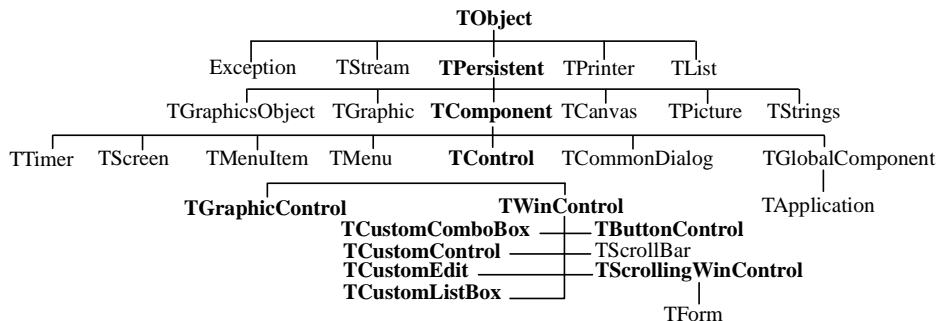 TObject
Exception TStream TPersistent TPrinter TList
TGraphicsObject TGraphic TComponent TCanvas TPicture TStrings
TTimer TScreen TMenuItem TMenu TControl TCommonDialog TGlobalComponent
TGraphicControl TWinControl TApplication
TCustomComboBox TButtonControl
TCustomControl TScrollBar
TCustomEdit TScrollingWinControl
TCustomListBox
TForm